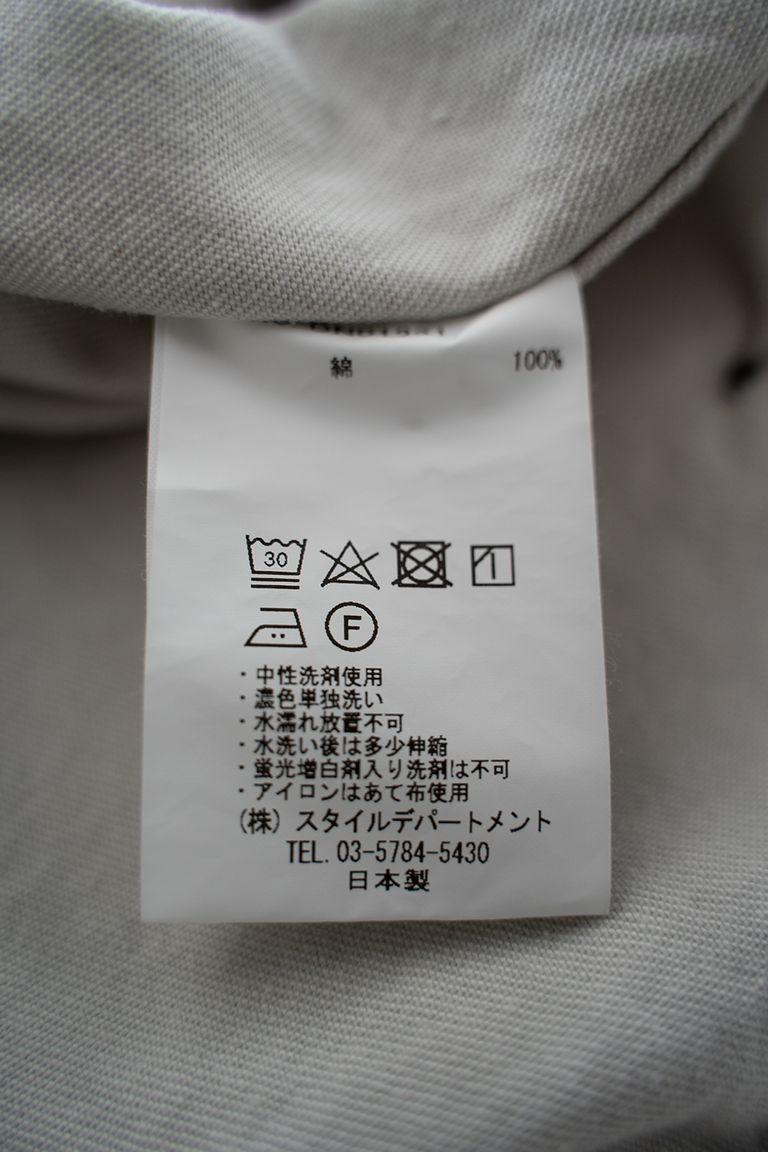 綿 100%
30
F
・中性洗剤使用
・濃色単独洗い
・水濡れ放置不可
・水洗い後は多少伸縮
・蛍光増白剤入り洗剤は不可
・アイロンはあて布使用
(株) スタイルデパートメント
TEL. 03-5784-5430
日本製